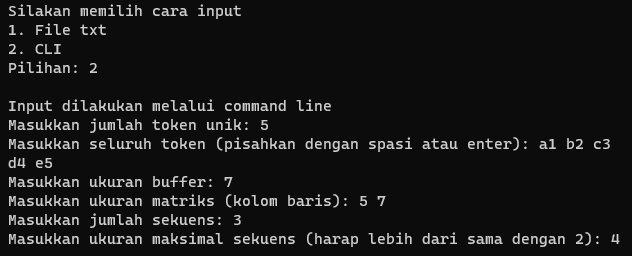 Silakan memilih cara input
1. File txt
2. CLI
Pilihan: 2
Input dilakukan melalui command line
Masukkan jumlah token unik: 5
Masukkan seluruh token (pisahkan dengan spasi atau enter): a1 b2 c3
d4 e5
Masukkan ukuran buffer: 7
Masukkan ukuran matriks (kolom baris): 5 7
Masukkan jumlah sekuens: 3
Masukkan ukuran maksimal sekuens (harap lebih dari sama dengan 2): 4